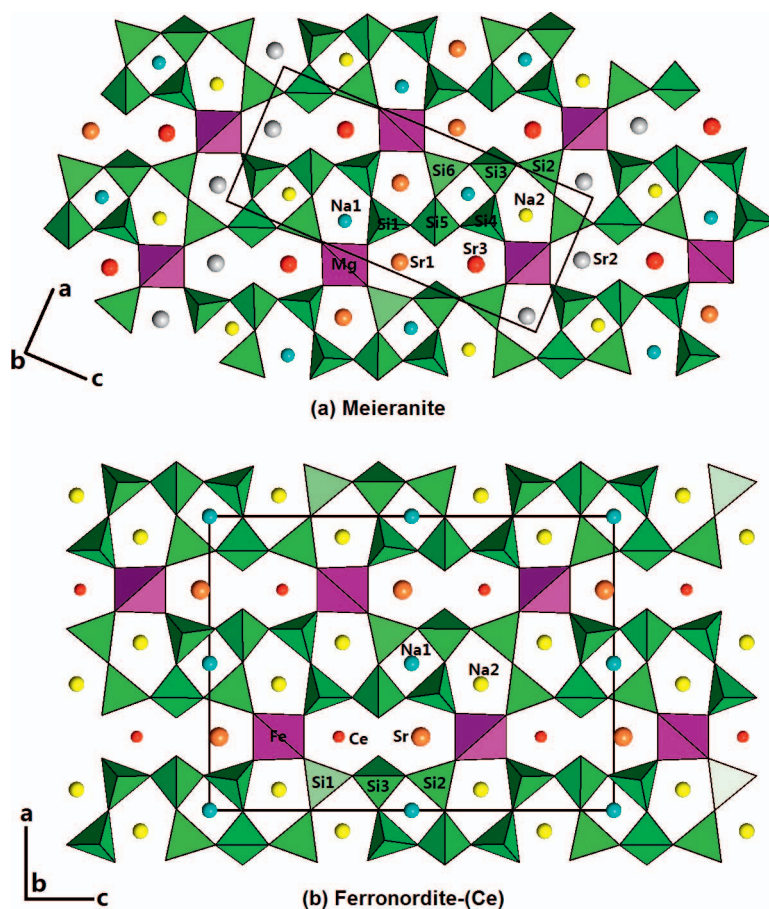 Si6 Si3 Si2
Na1 Na2
Si1 Si5 Si4
Mg Sr1 Sr3 Sr2
a
b
c
(a) Meieranite
Na1
Na2
Fe Ce Sr
Si1 Si3 Si2
a
b
c
(b) Ferronordite-(Ce)